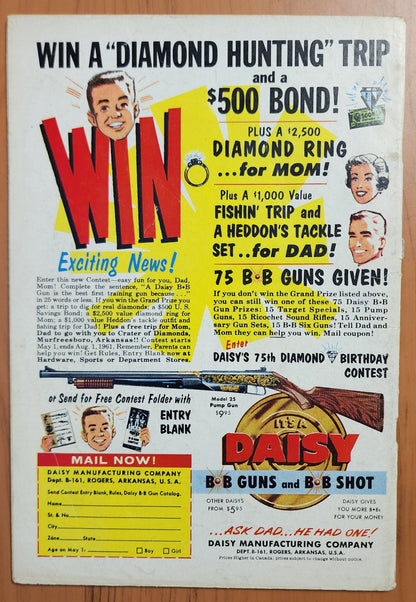 WIN A "DIAMOND HUNTING" TRIP
and a
$500 BOND!
WIN
PLUS A $2,500
DIAMOND RING
...for MOM!
Plus A $1,000 Value
FISHIN' TRIP and
A HEDDON'S TACKLE
SET...for DAD!
Exciting News!
Enter this new Contest—easy fun for you, Dad,
Mom! Complete the sentence, "A Daisy B•B
Gun is the best first training gun because . . ."
in 25 words or less. If you win the Grand Prize you
get: a trip to dig for real diamonds; a $500 U. S.
Savings Bond; a $2,500 value diamond ring for
Mom; a $1,000 value Heddon's tackle outfit and
fishing trip for Dad! Plus a free trip for Mom,
Dad to go with you to Crater of Diamonds,
Murfreesboro, Arkansas!! Contest starts
May 1, ends Aug. 1, 1961. Remember, Parents can
help you win! Get Rules, Entry Blank now at
Hardware, Sports or Department Stores.
75 B•B GUNS GIVEN!
If you don't win the Grand Prize listed above,
you can still win one of these 75 Daisy B•B
Gun Prizes: 15 Target Specials, 15 Pump
Guns, 15 Ricochet Sound Rifles, 15 Anniver-
sary Gun Sets, 15 B•B Six Guns! Tell Dad and
Mom they can help you win. Mail coupon!
Enter
DAISY'S 75th DIAMOND BIRTHDAY
CONTEST
or Send for Free Contest Folder with
ENTRY
BLANK
Model 25
Pump Gun
$9.95
IT'S A
DAISY
B•B GUNS and B•B SHOT
OTHER DAISYS
FROM $5.95
DAISY GIVES
YOU MORE B•Bs
FOR YOUR MONEY
...ASK DAD...HE HAD ONE!
DAISY MANUFACTURING COMPANY
DEPT. B-161, ROGERS, ARKANSAS, U.S.A.
Prices Higher in Canada; prices subject to change without notice.
MAIL NOW!
DAISY MANUFACTURING COMPANY
Dept. B-161, ROGERS, ARKANSAS, U.S.A.
Send Contest Entry Blank, Rules, Daisy B•B Gun Catalog.
Name
St. & No.
City
Zone State
Age on May 1: Boy Girl